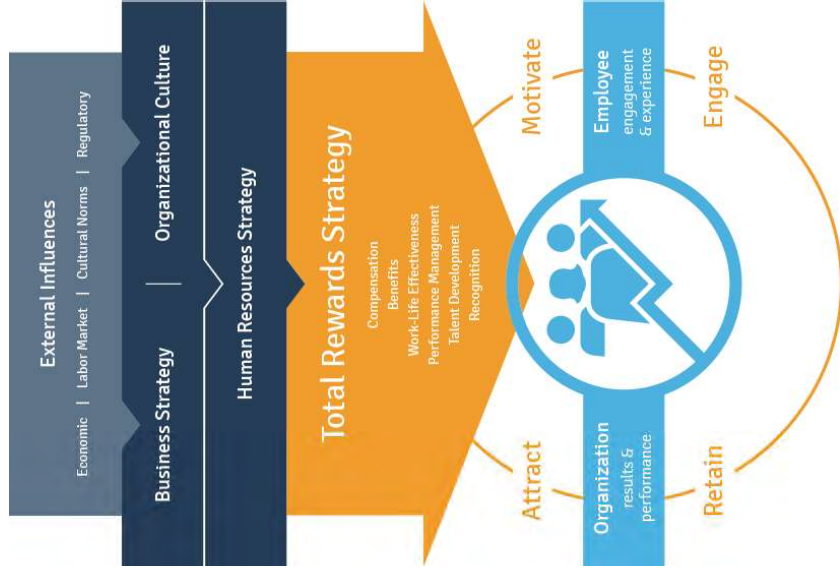 External Influences
Economic | Labor Market | Cultural Norms | Regulatory
Business Strategy
Organizational Culture
Human Resources Strategy
Total Rewards Strategy
Compensation
Benefits
Work-Life Effectiveness
Performance Management
Talent Development
Recognition
Attract
Motivate
Organization
results &
performance
Employee
engagement
& experience
Retain
Engage